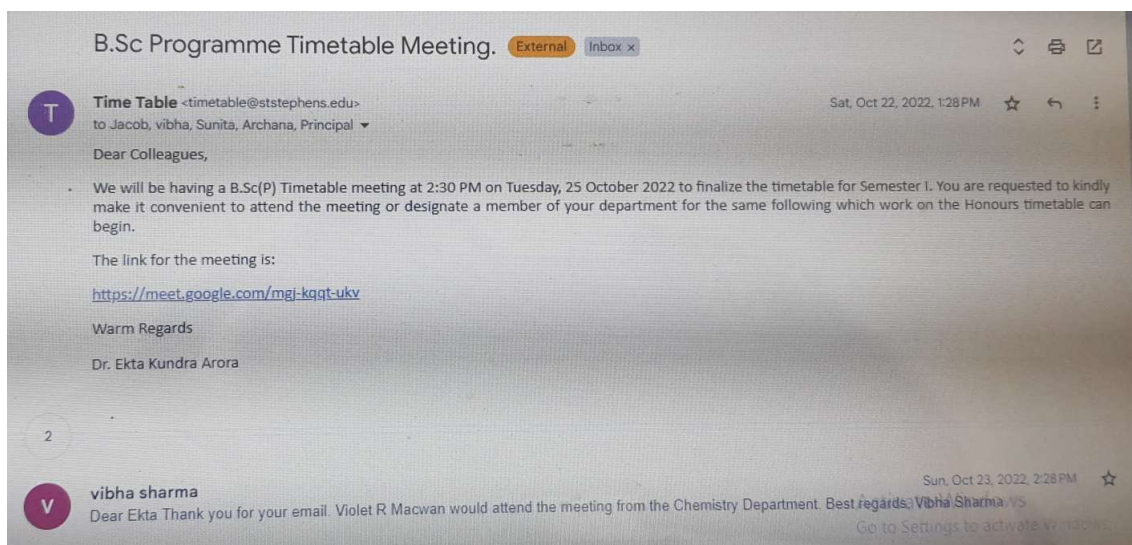 B.Sc Programme Timetable Meeting. External Inbox ×
T
Time Table <timetable@ststephens.edu> Sat, Oct 22, 2022, 1:28 PM
to Jacob, vibha, Sunita, Archana, Principal
Dear Colleagues,
We will be having a B.Sc(P) Timetable meeting at 2:30 PM on Tuesday, 25 October 2022 to finalize the timetable for Semester I. You are requested to kindly
make it convenient to attend the meeting or designate a member of your department for the same following which work on the Honours timetable can
begin.
The link for the meeting is:
https://meet.google.com/mgj-kqqt-ukv
Warm Regards
Dr. Ekta Kundra Arora
2
Sun, Oct 23, 2022, 2:28 PM
V
vibha sharma
Dear Ekta Thank you for your email. Violet R Macwan would attend the meeting from the Chemistry Department. Best regards, Vibha Sharma
Go to Settings to activate Windows